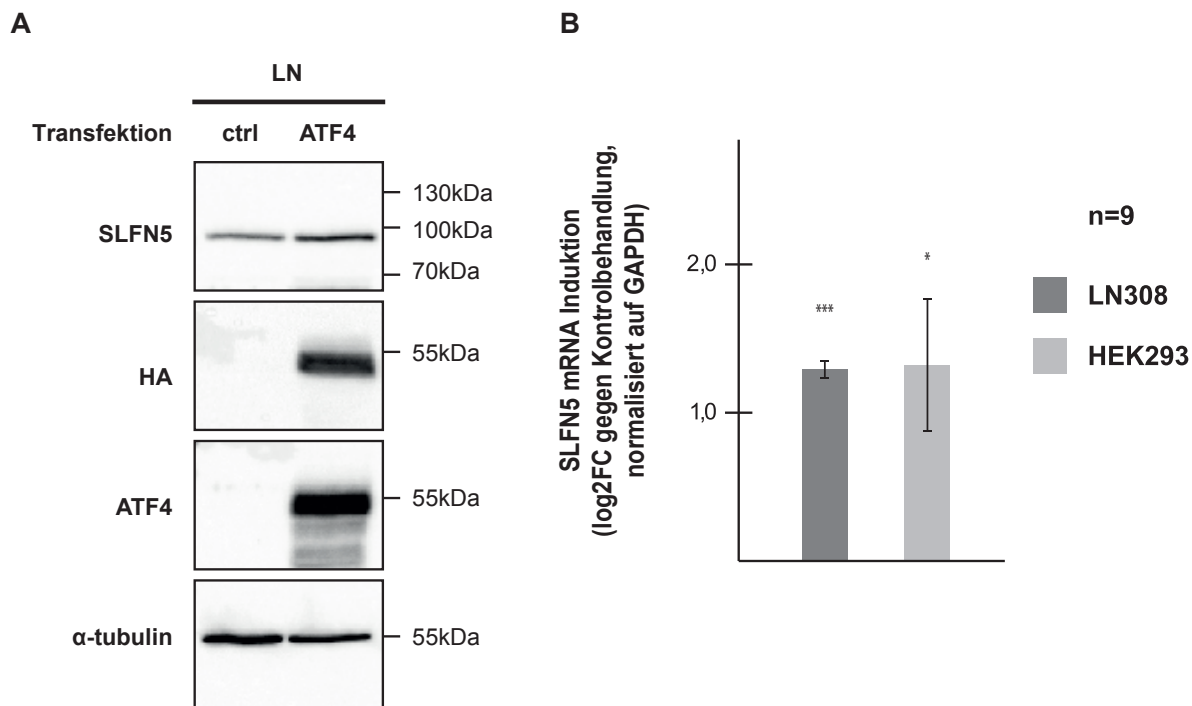 A
LN
Transfektion ctrl ATF4
SLFN5
130kDa
100kDa
70kDa
HA
55kDa
ATF4
55kDa
α-tubulin
55kDa
B
SLFN5 mRNA Induktion
(log2FC gegen Kontrolbehandlung,
normalisiert auf GAPDH)
2,0
1,0
***
*
n=9
LN308
HEK293